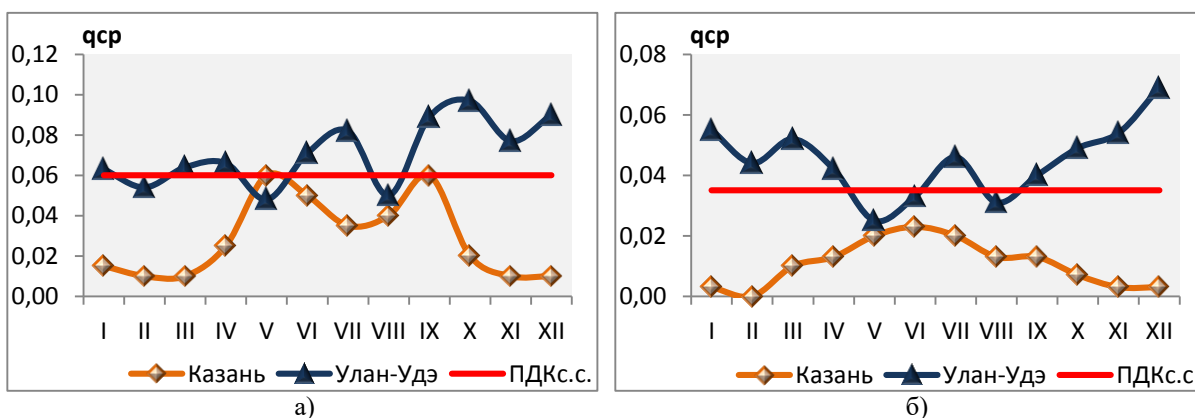 qcp
0,12
0,10
0,08
0,06
0,04
0,02
0,00
I II III IV V VI VII VIII IX X XI XII
Казань Улан-Удэ ПДКс.с.
а)
qcp
0,08
0,06
0,04
0,02
0,00
I II III IV V VI VII VIII IX X XI XII
Казань Улан-Удэ ПДКс.с.
б)